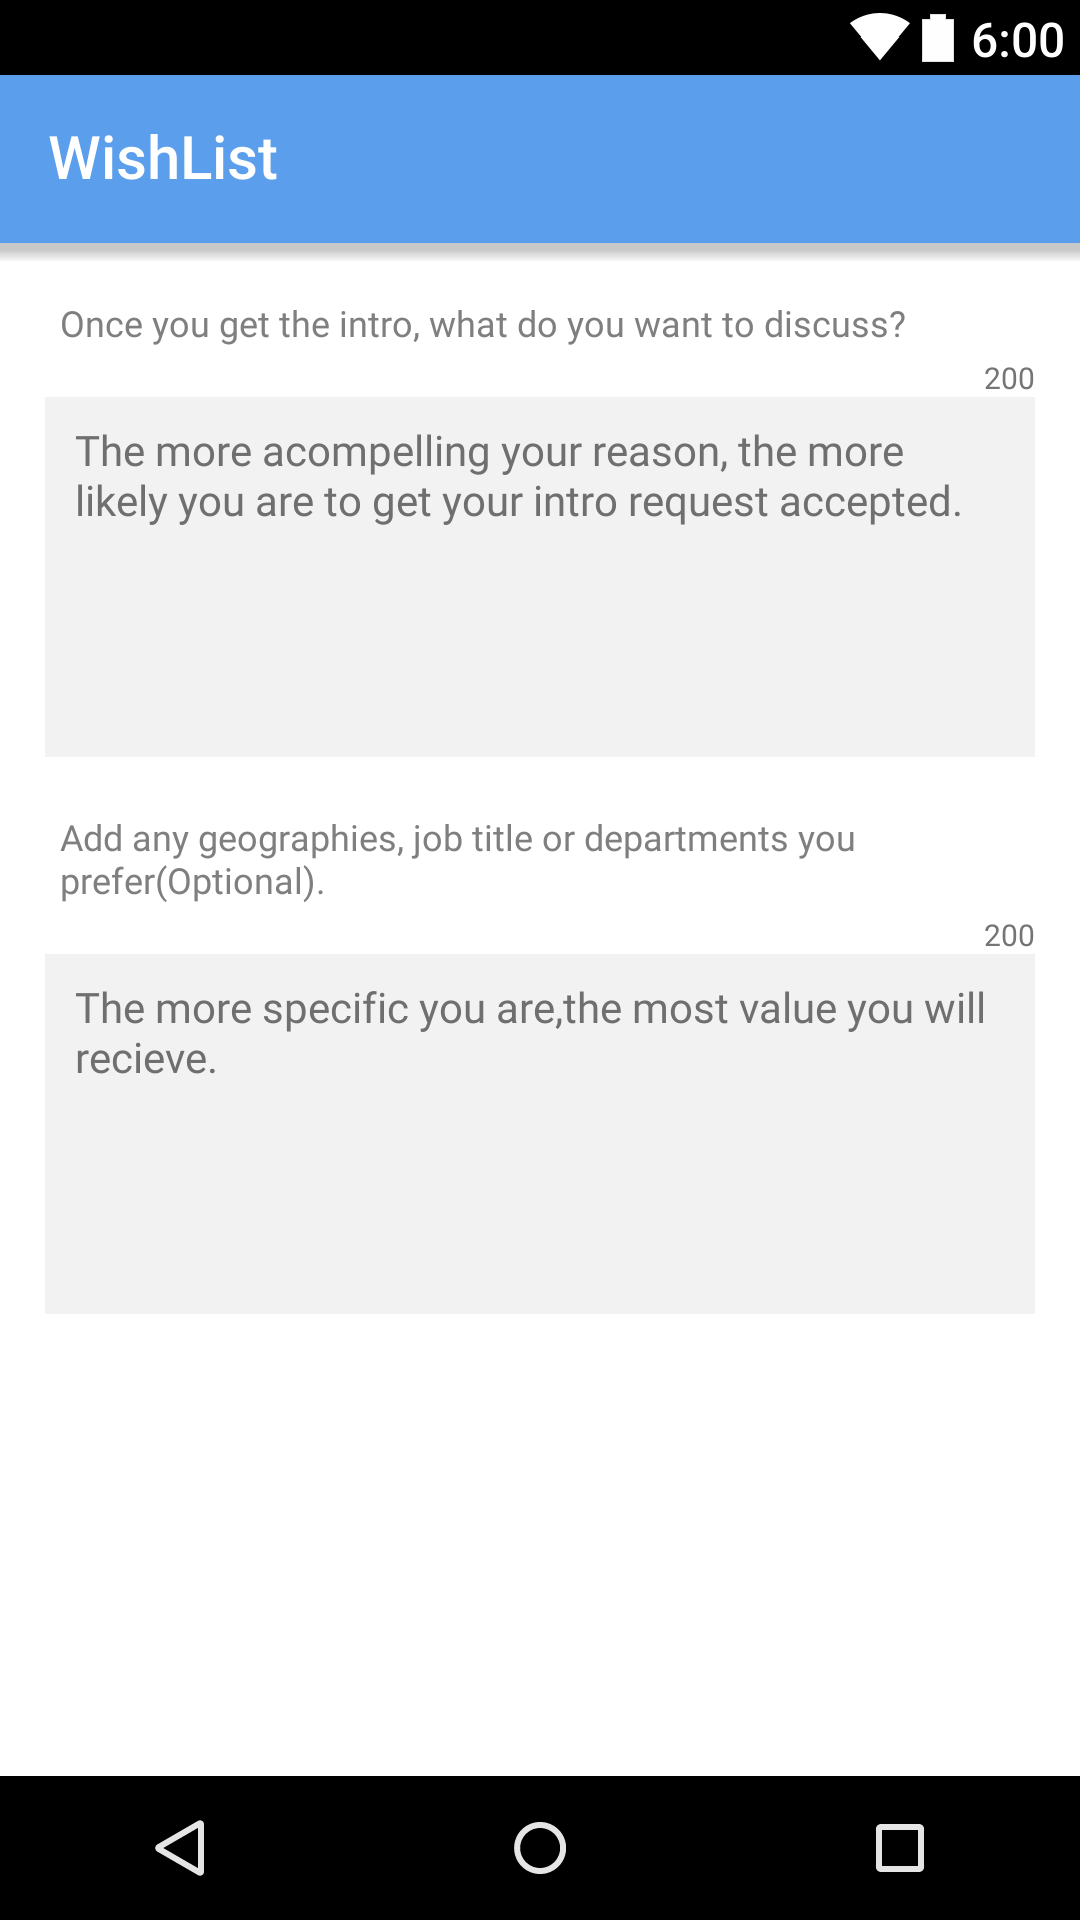 6:00
WishList
Once you get the intro, what do you want to discuss?
200
The more acompelling your reason, the more
likely you are to get your intro request accepted.
Add any geographies, job title or departments you
prefer(Optional).
200
The more specific you are,the most value you will
recieve.